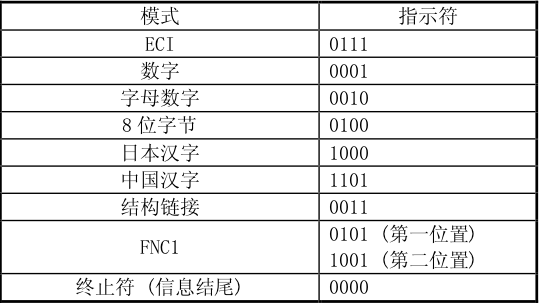 模式 指示符
ECI 0111
数字 0001
字母数字 0010
8 位字节 0100
日本汉字 1000
中国汉字 1101
结构链接 0011
FNC1 0101 (第一位置)
1001 (第二位置)
终止符 (信息结尾) 0000